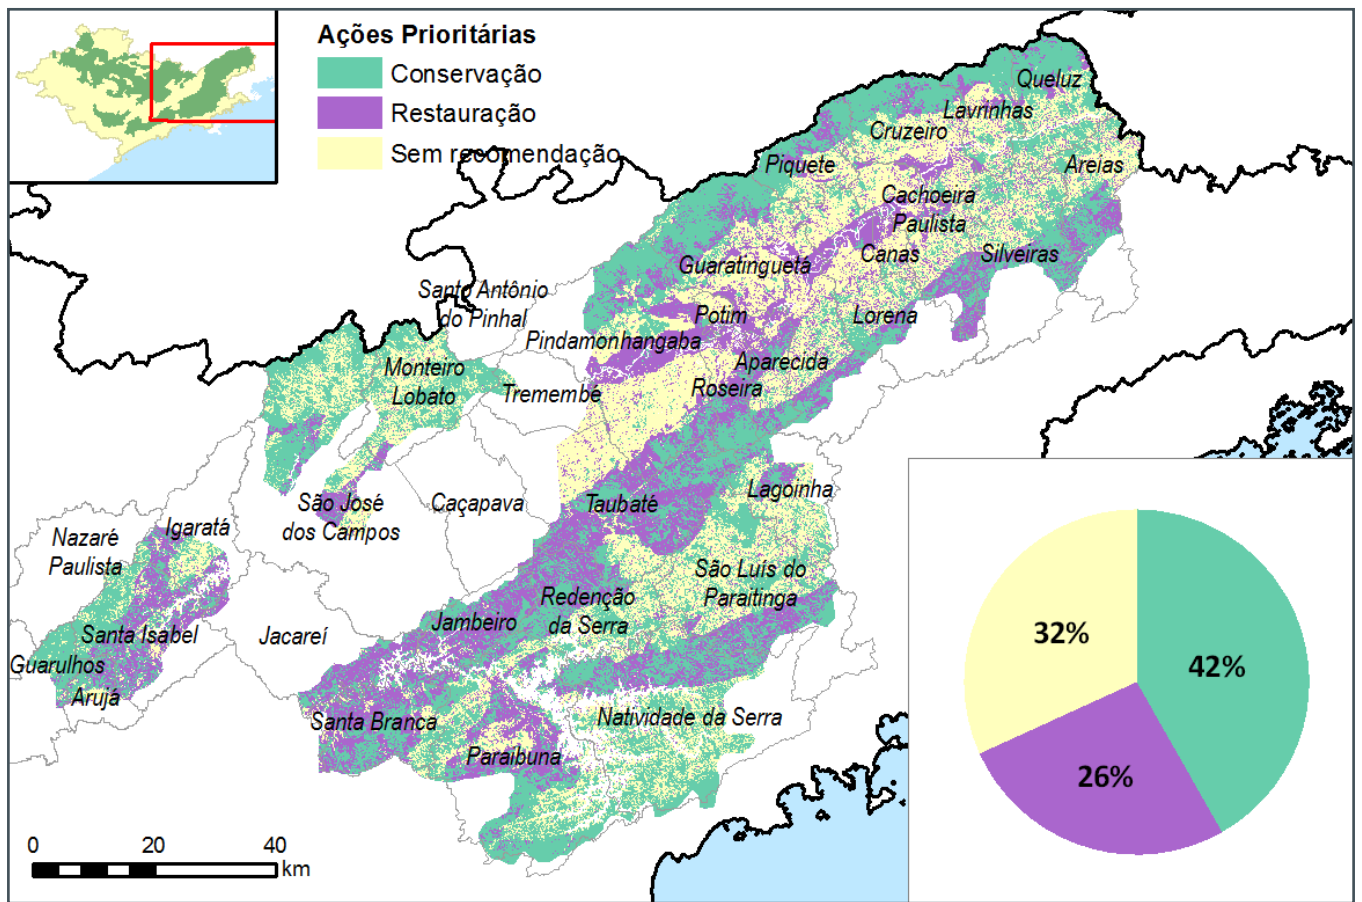 Ações Prioritárias
Conservação
Restauração
Sem recomendação
Queluz
Lavrinhas
Cruzeiro
Piquete
Areias
Cachoeira
Paulista
Canas
Silveiras
Guaratinguetá
Santo Antônio
do Pinhal
Potim
Lorena
Pindamonhangaba
Aparecida
Monteiro
Lobato
Tremembé
Roseira
Lagoinha
São José
dos Campos
Caçapava
Taubaté
Igaratá
Nazaré
Paulista
São Luís do
Paraitinga
Redenção
da Serra
Jambeiro
Santa Isabel
Jacareí
Guarulhos
Arujá
Santa Branca
Natividade da Serra
Paraibuna
32%
42%
26%
0 20 40
km